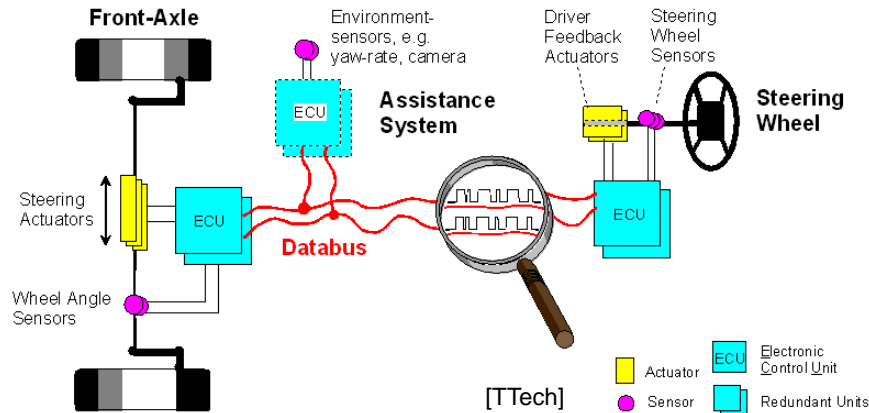 Front-Axle
Environment-
sensors, e.g.
yaw-rate, camera
Driver
Feedback
Actuators
Steering
Wheel
Sensors
ECU
Assistance
System
Steering
Wheel
Steering
Actuators
ECU
ECU
Databus
Wheel Angle
Sensors
[TTech]
Actuator
Sensor
ECU
Electronic
Control Unit
Redundant Units